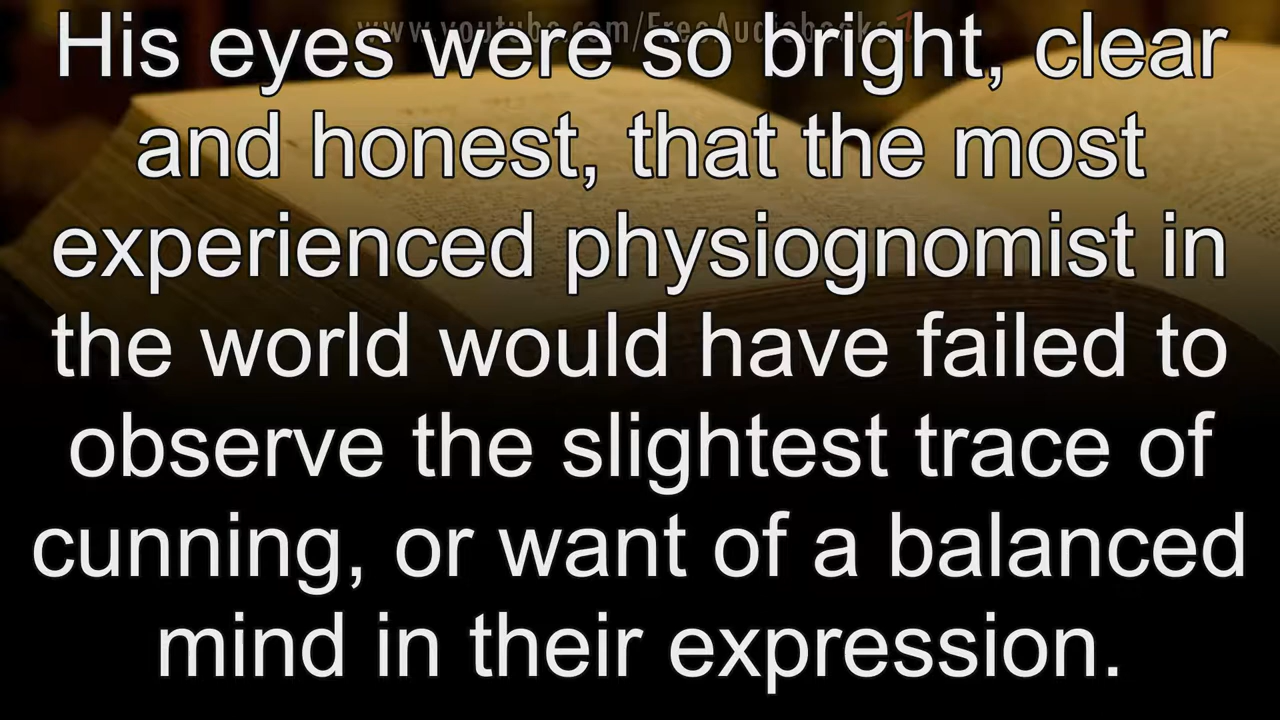 www.youtube.com/FreeAudiobooks
His eyes were so bright, clear
and honest, that the most
experienced physiognomist in
the world would have failed to
observe the slightest trace of
cunning, or want of a balanced
mind in their expression.